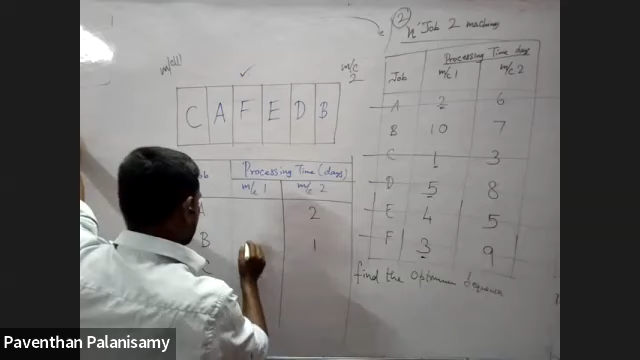 2
'n' Job 2 machines
Processing Time days
Job m/c 1 m/c 2
A 2 6
B 10 7
C 1 3
D 5 8
E 4 5
F 3 9
find the optimum sequence
m/c 2
C A F E D B
Processing Time (days)
m/c 1 m/c 2
A 2
B 1
Paventhan Palanisamy